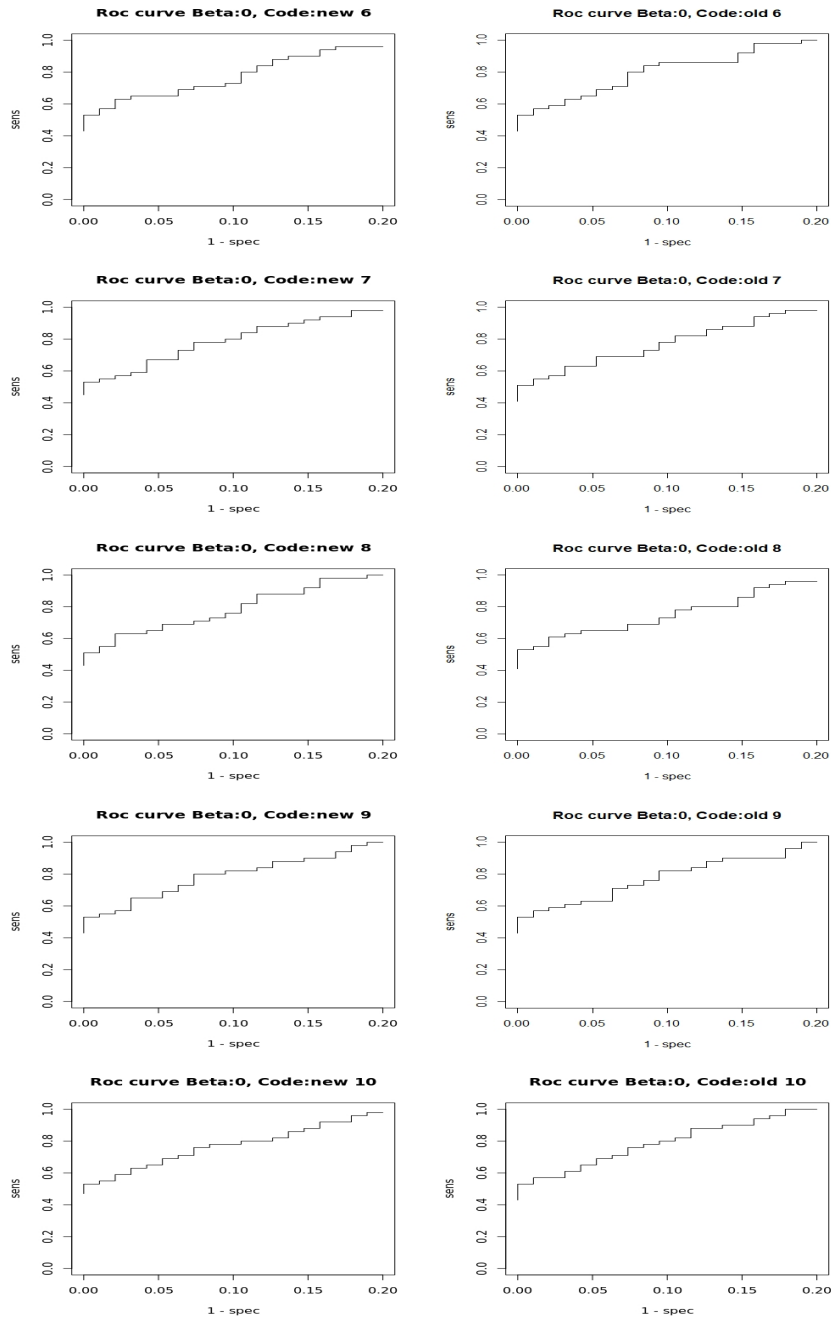 Roc curve Beta:0, Code:new 6
sens
0.0 0.2 0.4 0.6 0.8 1.0
0.00 0.05 0.10 0.15 0.20
1 - spec
Roc curve Beta:0, Code:old 6
sens
0.0 0.2 0.4 0.6 0.8 1.0
0.00 0.05 0.10 0.15 0.20
1 - spec
Roc curve Beta:0, Code:new 7
sens
0.0 0.2 0.4 0.6 0.8 1.0
0.00 0.05 0.10 0.15 0.20
1 - spec
Roc curve Beta:0, Code:old 7
sens
0.0 0.2 0.4 0.6 0.8 1.0
0.00 0.05 0.10 0.15 0.20
1 - spec
Roc curve Beta:0, Code:new 8
sens
0.0 0.2 0.4 0.6 0.8 1.0
0.00 0.05 0.10 0.15 0.20
1 - spec
Roc curve Beta:0, Code:old 8
sens
0.0 0.2 0.4 0.6 0.8 1.0
0.00 0.05 0.10 0.15 0.20
1 - spec
Roc curve Beta:0, Code:new 9
sens
0.0 0.2 0.4 0.6 0.8 1.0
0.00 0.05 0.10 0.15 0.20
1 - spec
Roc curve Beta:0, Code:old 9
sens
0.0 0.2 0.4 0.6 0.8 1.0
0.00 0.05 0.10 0.15 0.20
1 - spec
Roc curve Beta:0, Code:new 10
sens
0.0 0.2 0.4 0.6 0.8 1.0
0.00 0.05 0.10 0.15 0.20
1 - spec
Roc curve Beta:0, Code:old 10
sens
0.0 0.2 0.4 0.6 0.8 1.0
0.00 0.05 0.10 0.15 0.20
1 - spec